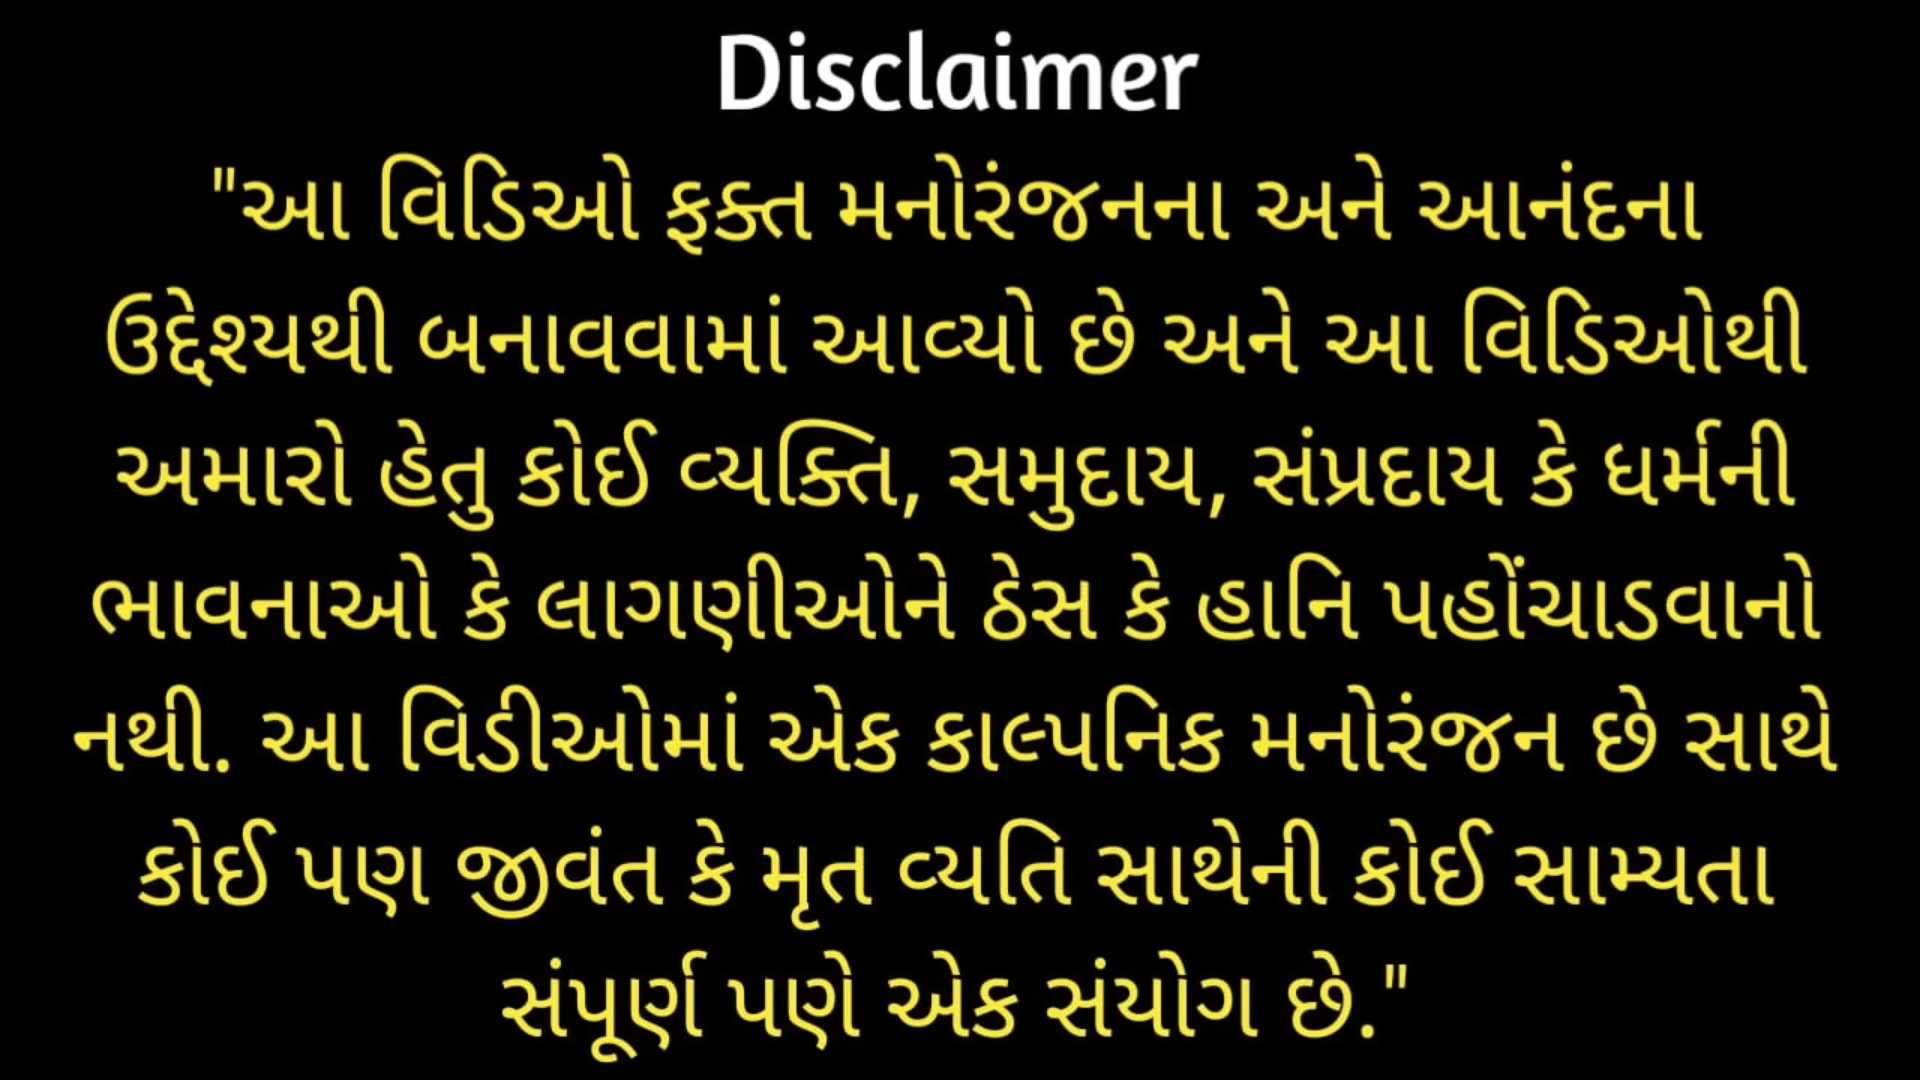 Disclaimer
"આ વિડિઓ ફક્ત મનોરંજનના અને આનંદના
ઉદ્દેશ્યથી બનાવવામાં આવ્યો છે અને આ વિડિઓથી
અમારો હેતુ કોઈ વ્યક્તિ, સમુદાય, સંપ્રદાય કે ધર્મની
ભાવનાઓ કે લાગણીઓને ઠેસ કે હાનિ પહોંચાડવાનો
નથી. આ વિડીઓમાં એક કાલ્પનિક મનોરંજન છે સાથે
કોઈ પણ જીવંત કે મૃત વ્યતિ સાથેની કોઈ સામ્યતા
સંપૂર્ણ પણે એક સંયોગ છે."